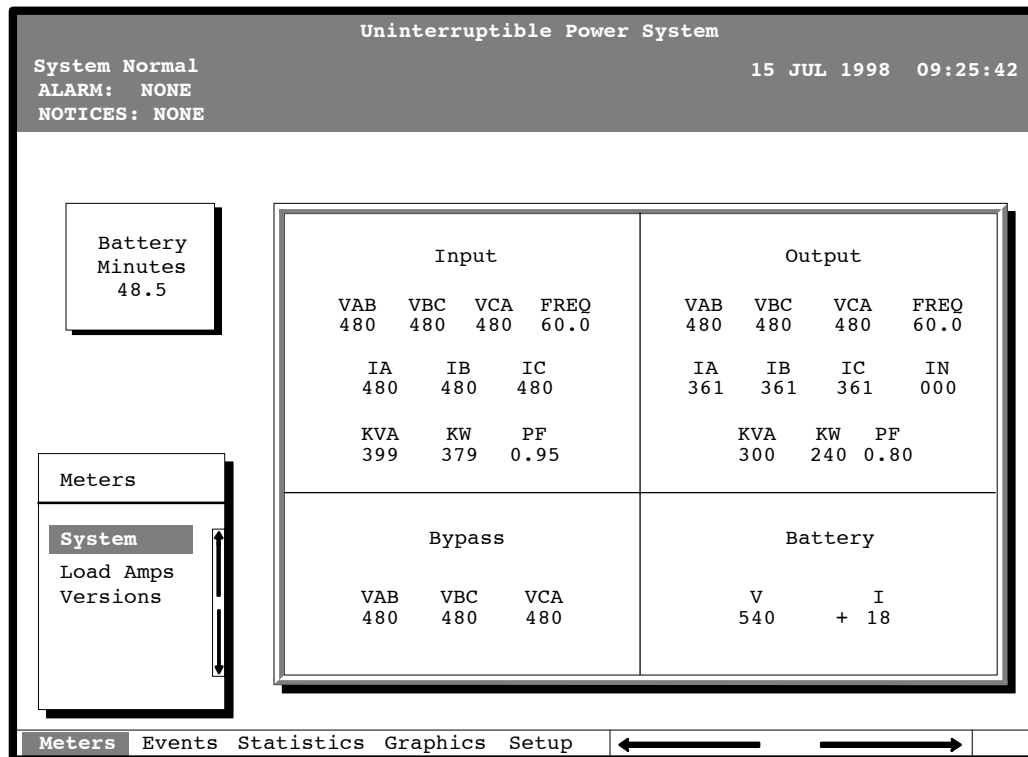 Uninterruptible Power System
System Normal
15 JUL 1998 09:25:42
ALARM: NONE
NOTICES: NONE
Battery
Minutes
48.5
Input
VAB VBC VCA FREQ
480 480 480 60.0
IA IB IC
480 480 480
KVA KW PF
399 379 0.95
Output
VAB VBC VCA FREQ
480 480 480 60.0
IA IB IC IN
361 361 361 000
KVA KW PF
300 240 0.80
Meters
System
Load Amps
Versions
Bypass
VAB VBC VCA
480 480 480
Battery
V I
540 + 18
Meters Events Statistics Graphics Setup